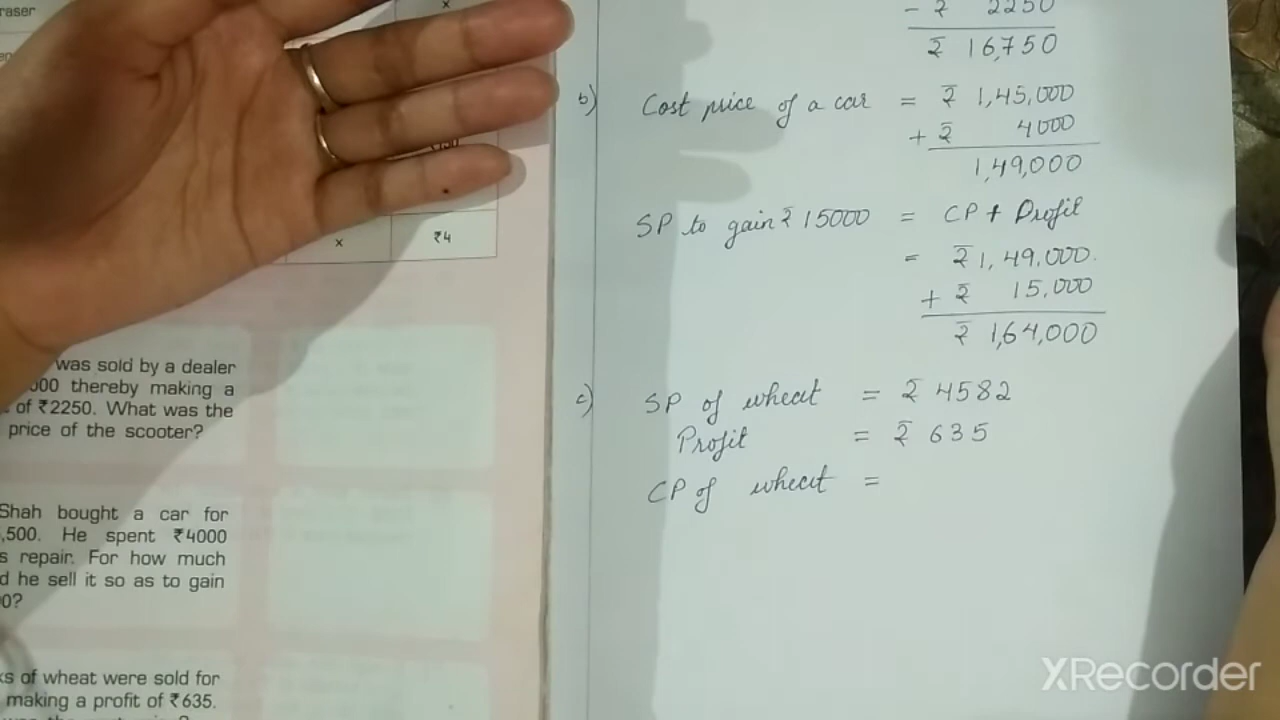 raser
x
x ₹4
was sold by a dealer
000 thereby making a
of ₹2250. What was the
price of the scooter?
Shah bought a car for
,500. He spent ₹4000
s repair. For how much
d he sell it so as to gain
0?
ks of wheat were sold for
making a profit of ₹635.
- ₹ 2250
₹ 16,750
b) Cost price of a car = ₹ 1,45,000
+ ₹ 4000
1,49,000
SP to gain ₹ 15000 = CP + Profit
= ₹ 1,49,000.
+ ₹ 15,000
₹ 1,64,000
c) SP of wheat = ₹ 4582
Profit = ₹ 635
CP of wheat =
XRecorder